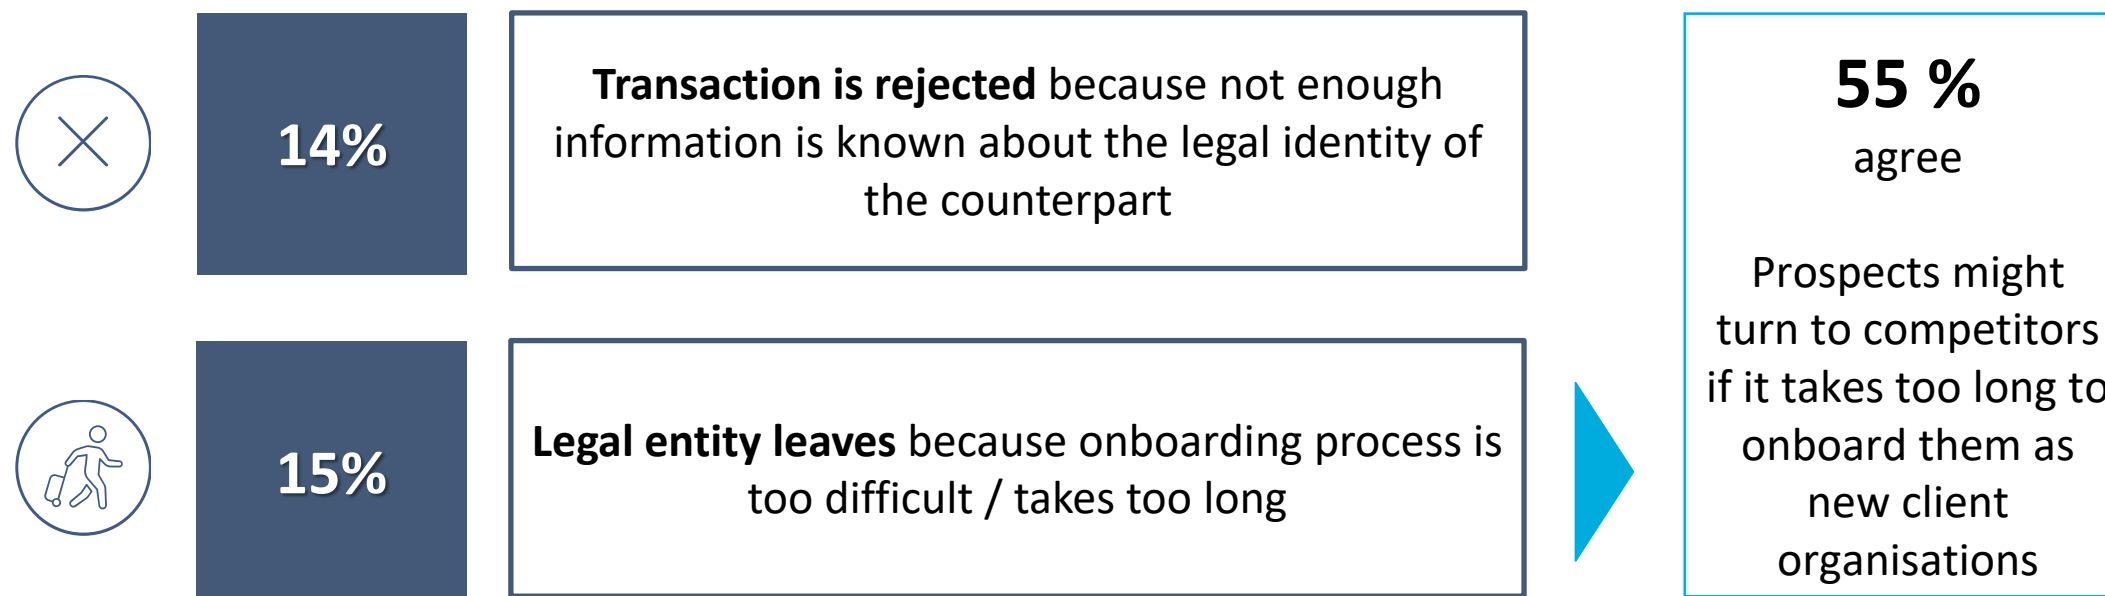 14%
Transaction is rejected because not enough
information is known about the legal identity of
the counterpart
15%
Legal entity leaves because onboarding process is
too difficult / takes too long
55 %
agree
Prospects might
turn to competitors
if it takes too long to
onboard them as
new client
organisations